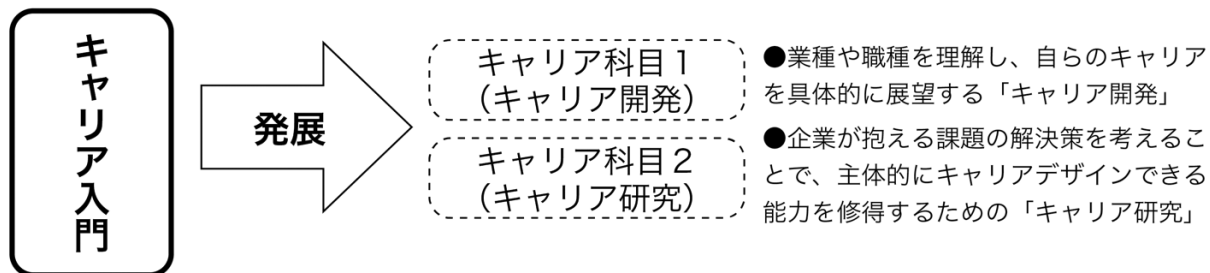 キャリア入門
発展
キャリア科目1
（キャリア開発）
キャリア科目2
（キャリア研究）
●業種や職種を理解し、自らのキャリア
を具体的に展望する「キャリア開発」
●企業が抱える課題の解決策を考えるこ
とで、主体的にキャリアデザインできる
能力を修得するための「キャリア研究」